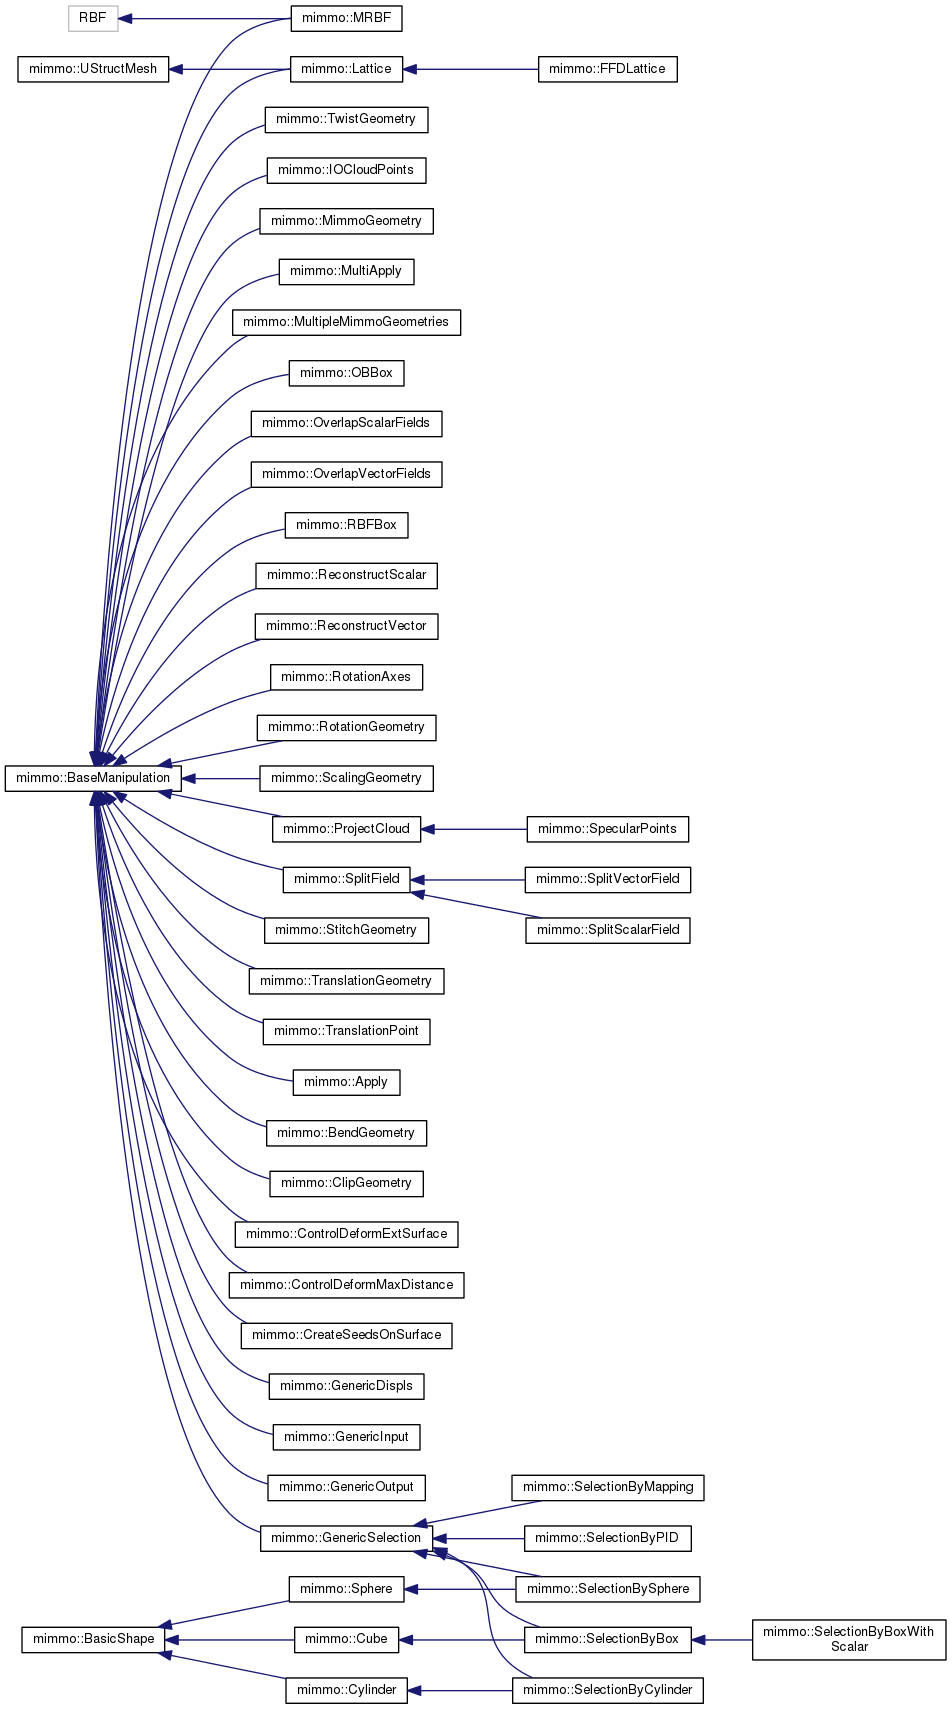 RBF
mimmo::MRBF
mimmo::UStructMesh
mimmo::Lattice
mimmo::FFDLattice
mimmo::TwistGeometry
mimmo::IOCloudPoints
mimmo::MimmoGeometry
mimmo::MultiApply
mimmo::MultipleMimmoGeometries
mimmo::OBBox
mimmo::OverlapScalarFields
mimmo::OverlapVectorFields
mimmo::RBFBox
mimmo::ReconstructScalar
mimmo::ReconstructVector
mimmo::RotationAxes
mimmo::RotationGeometry
mimmo::BaseManipulation
mimmo::ScalingGeometry
mimmo::ProjectCloud
mimmo::SpecularPoints
mimmo::SplitField
mimmo::SplitVectorField
mimmo::StitchGeometry
mimmo::SplitScalarField
mimmo::TranslationGeometry
mimmo::TranslationPoint
mimmo::Apply
mimmo::BendGeometry
mimmo::ClipGeometry
mimmo::ControlDeformExtSurface
mimmo::ControlDeformMaxDistance
mimmo::CreateSeedsOnSurface
mimmo::GenericDispls
mimmo::GenericInput
mimmo::GenericOutput
mimmo::SelectionByMapping
mimmo::GenericSelection
mimmo::SelectionByPID
mimmo::Sphere
mimmo::SelectionBySphere
mimmo::BasicShape
mimmo::Cube
mimmo::SelectionByBox
mimmo::SelectionByBoxWith
Scalar
mimmo::Cylinder
mimmo::SelectionByCylinder